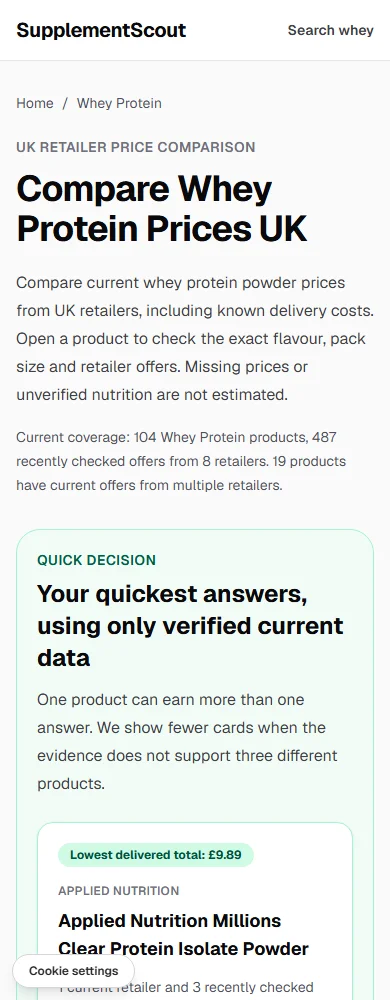 SupplementScout
Search whey
Home / Whey Protein
UK RETAILER PRICE COMPARISON
Compare Whey
Protein Prices UK
Compare current whey protein powder prices
from UK retailers, including known delivery costs.
Open a product to check the exact flavour, pack
size and retailer offers. Missing prices or
unverified nutrition are not estimated.
Current coverage: 104 Whey Protein products, 487
recently checked offers from 8 retailers. 19 products
have current offers from multiple retailers.
QUICK DECISION
Your quickest answers,
using only verified current
data
One product can earn more than one
answer. We show fewer cards when the
evidence does not support three different
products.
Lowest delivered total: £9.89
APPLIED NUTRITION
Applied Nutrition Millions
Clear Protein Isolate Powder
1 current retailer and 3 recently checked
Cookie settings